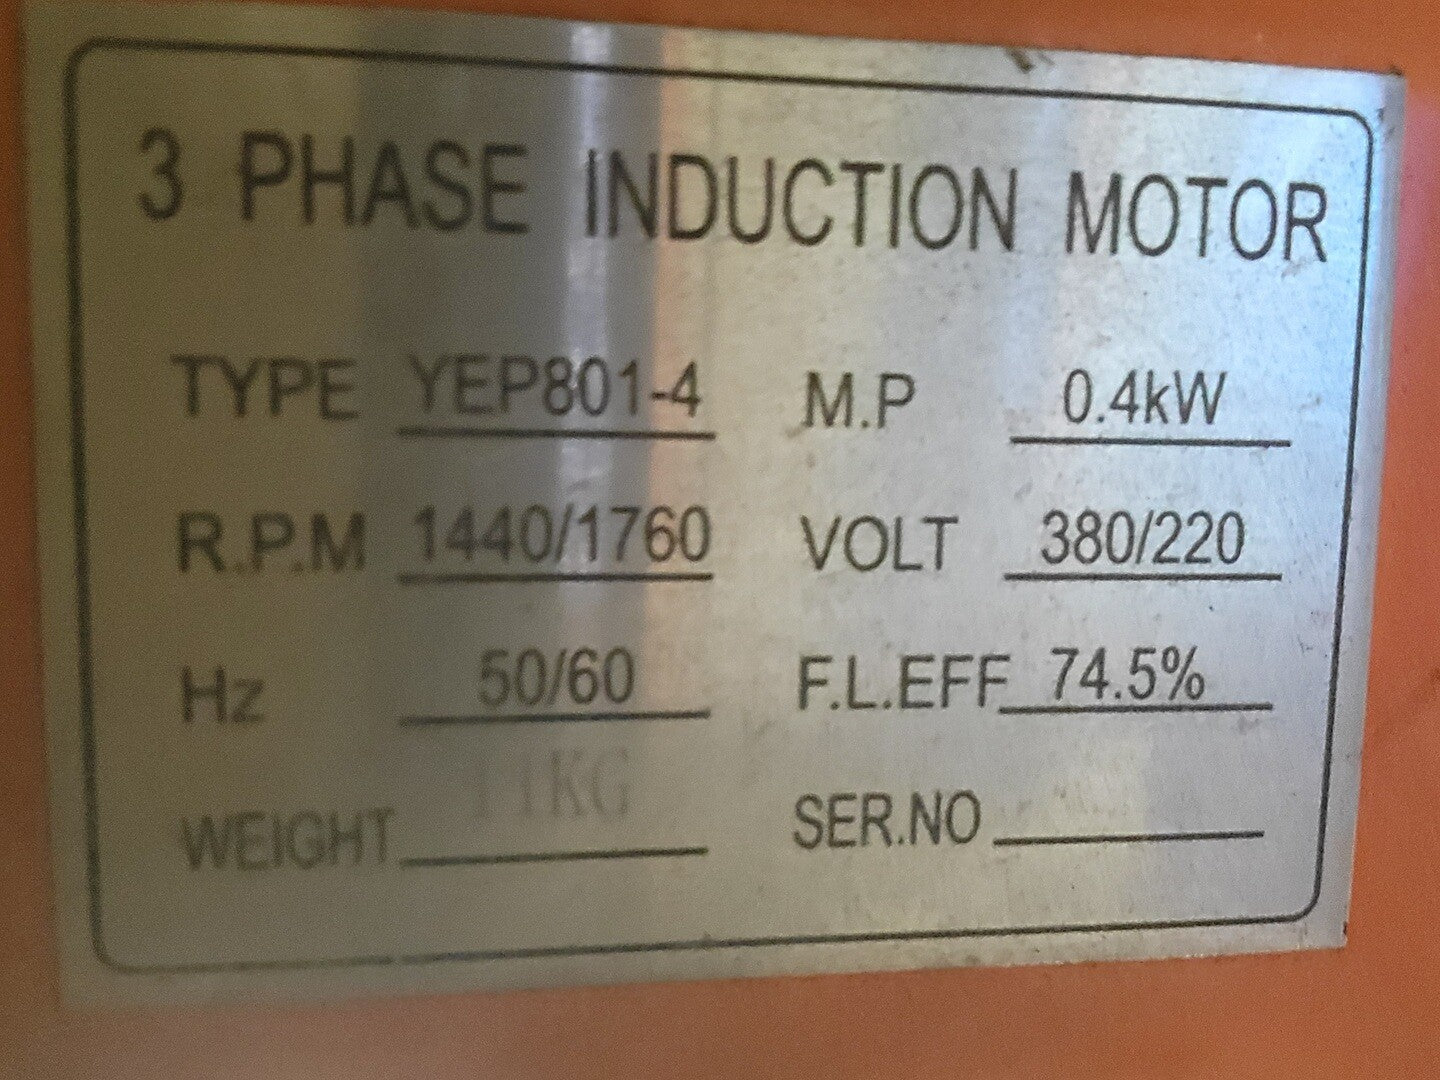 3 PHASE INDUCTION MOTOR
TYPE YEP801-4 M.P 0.4kW
R.P.M 1440/1760 VOLT 380/220
Hz 50/60 F.L.EFF 74.5%
WEIGHT 11KG SER.NO